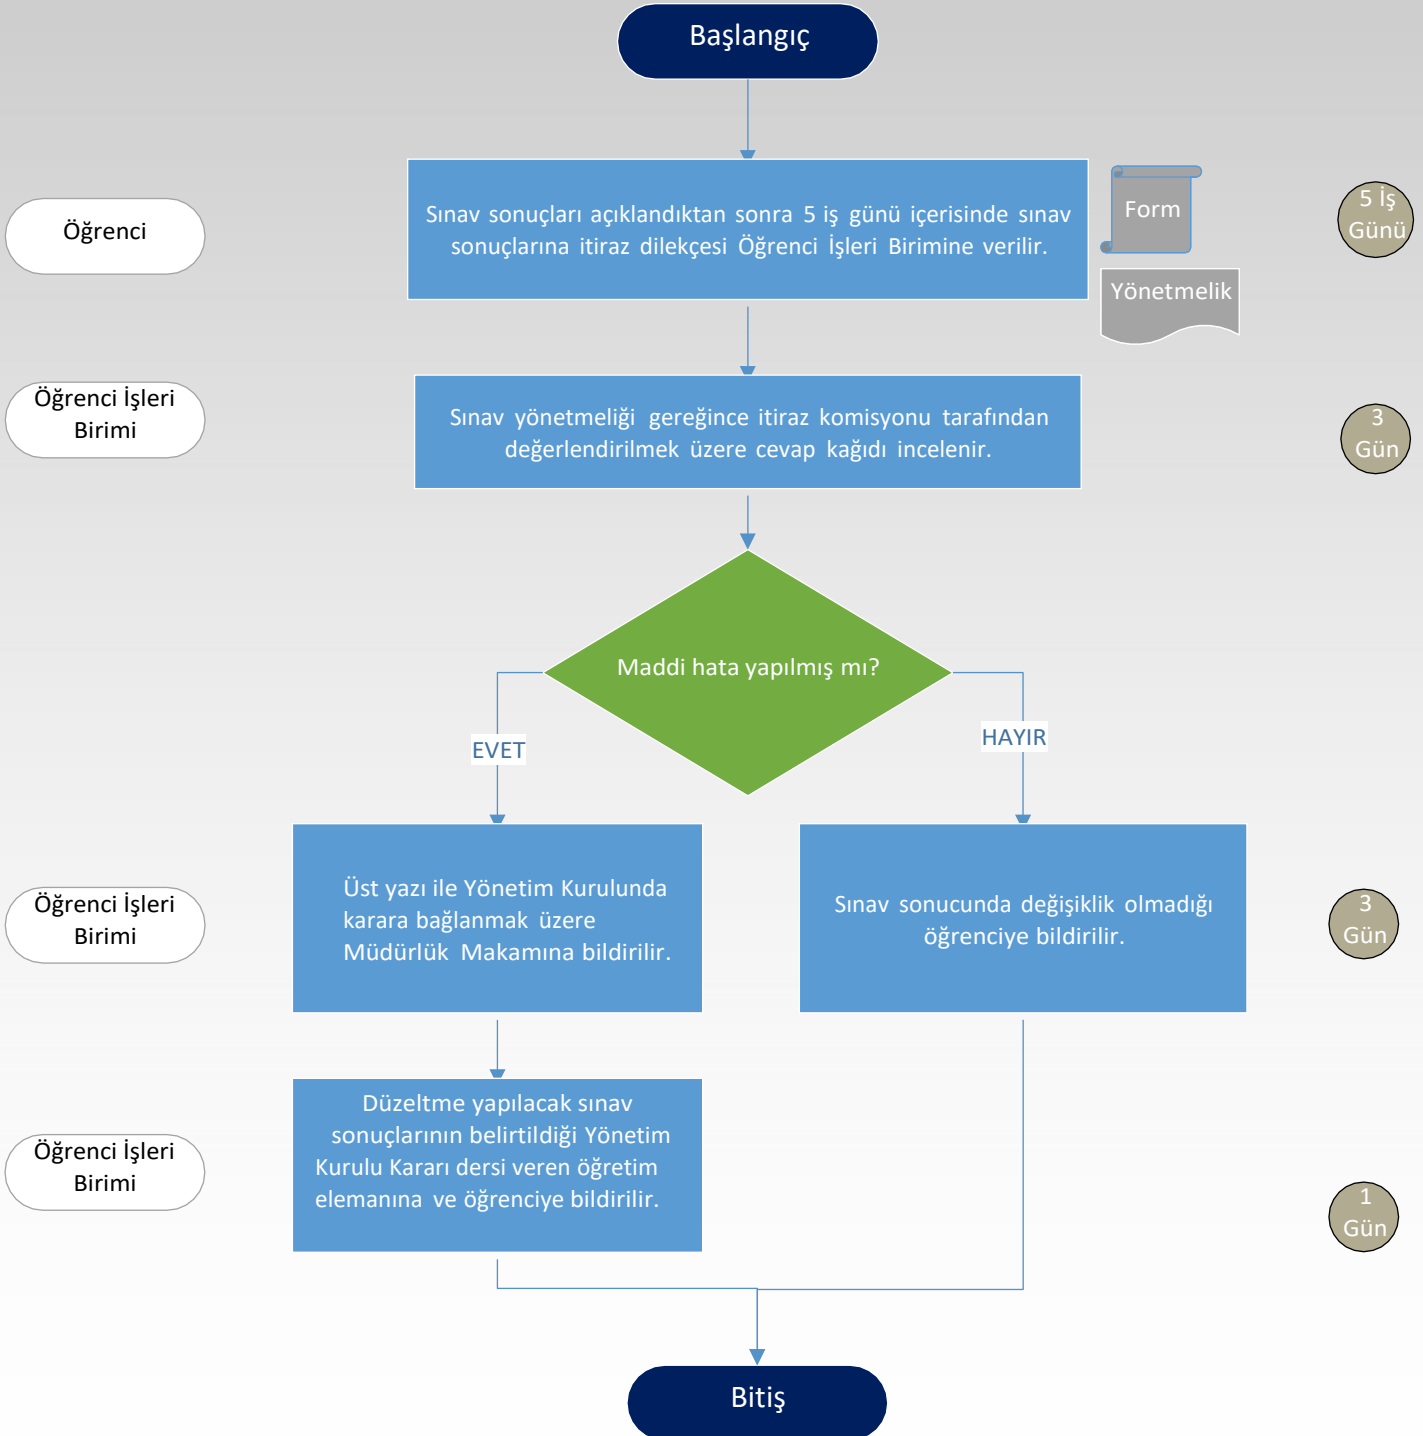 Başlangıç
Öğrenci
Sınav sonuçları açıklandıktan sonra 5 iş günü içerisinde sınav
sonuçlarına itiraz dilekçesi Öğrenci İşleri Birimine verilir.
Form
Yönetmelik
5 İş
Günü
Öğrenci İşleri
Birimi
Sınav yönetmeliği gereğince itiraz komisyonu tarafından
değerlendirilmek üzere cevap kağıdı incelenir.
3
Gün
Maddi hata yapılmış mı?
EVET
HAYIR
Öğrenci İşleri
Birimi
Üst yazı ile Yönetim Kurulunda
karara bağlanmak üzere
Müdürlük Makamına bildirilir.
Sınav sonucunda değişiklik olmadığı
öğrenciye bildirilir.
3
Gün
Öğrenci İşleri
Birimi
Düzeltme yapılacak sınav
sonuçlarının belirtildiği Yönetim
Kurulu Kararı dersi veren öğretim
elemanına ve öğrenciye bildirilir.
1
Gün
Bitiş